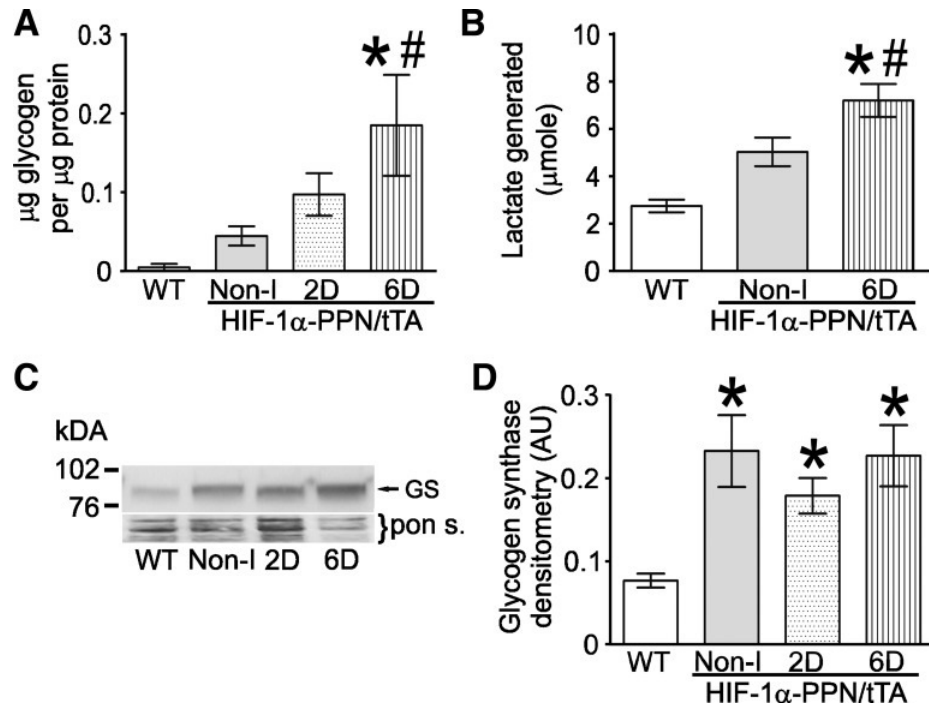 A
0.3
0.2
0.1
0
µg glycogen
per µg protein
* #
WT Non-I 2D 6D
HIF-1α-PPN/tTA
B
10
8
6
4
2
0
Lactate generated
(µmole)
* #
WT Non-I 6D
HIF-1α-PPN/tTA
C
kDA
102
76
GS
pon s.
WT Non-I 2D 6D
D
0.3
0.2
0.1
0
Glycogen synthase
densitometry (AU)
* * *
WT Non-I 2D 6D
HIF-1α-PPN/tTA